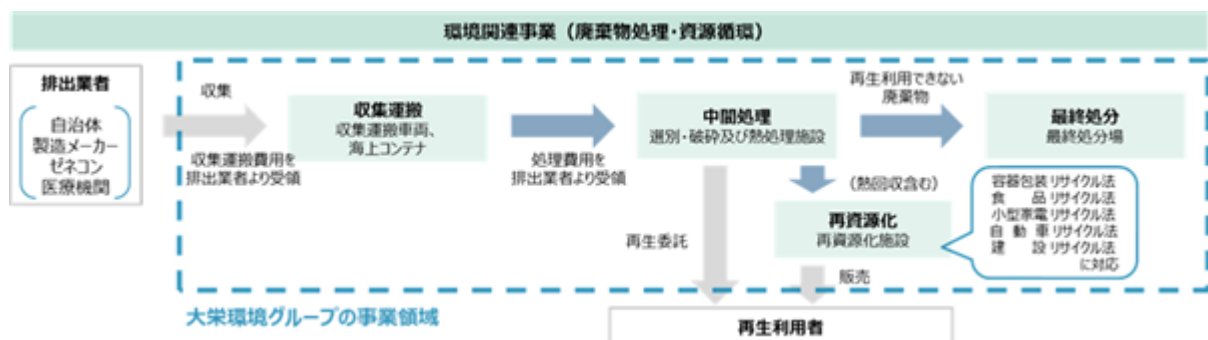 環境関連事業（廃棄物処理・資源循環）
排出業者
自治体
製造メーカー
ゼネコン
医療機関
収集
収集運搬費用を
排出業者より受領
収集運搬
収集運搬車両、
海上コンテナ
処理費用を
排出業者より受領
中間処理
選別・破砕及び熱処理施設
再生利用できない
廃棄物
最終処分
最終処分場
（熱回収含む）
再資源化
再資源化施設
容器包装リサイクル法
食　　品リサイクル法
小型家電リサイクル法
自 動 車リサイクル法
建　　設リサイクル法
に対応
再生委託
販売
大栄環境グループの事業領域
再生利用者